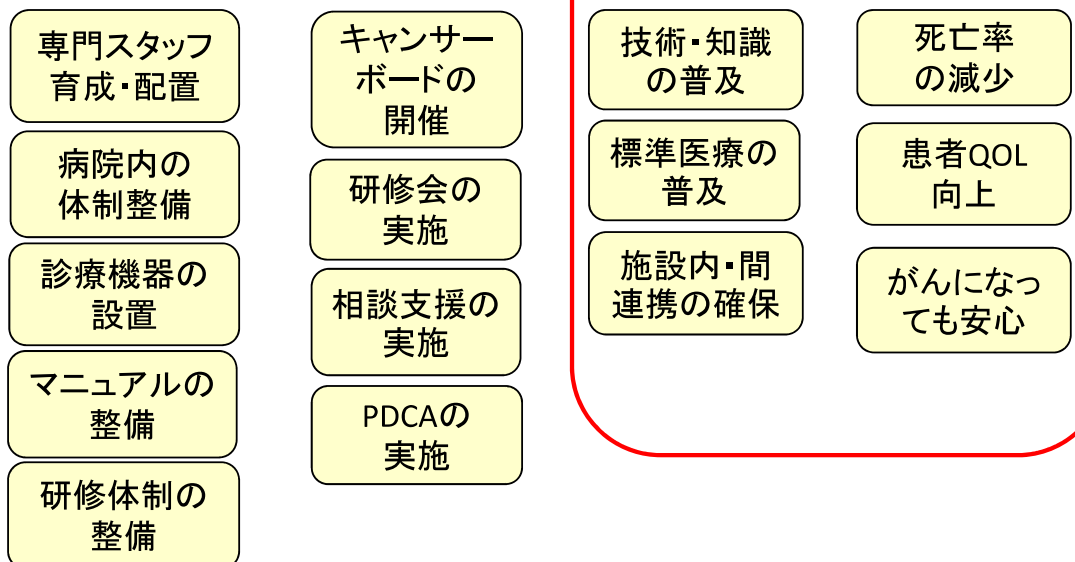 専門スタッフ
育成・配置
病院内の
体制整備
診療機器の
設置
マニュアルの
整備
研修体制の
整備
キャンサー
ボードの
開催
研修会の
実施
相談支援の
実施
PDCAの
実施
技術・知識
の普及
標準医療の
普及
施設内・間
連携の確保
死亡率
の減少
患者QOL
向上
がんになっ
ても安心